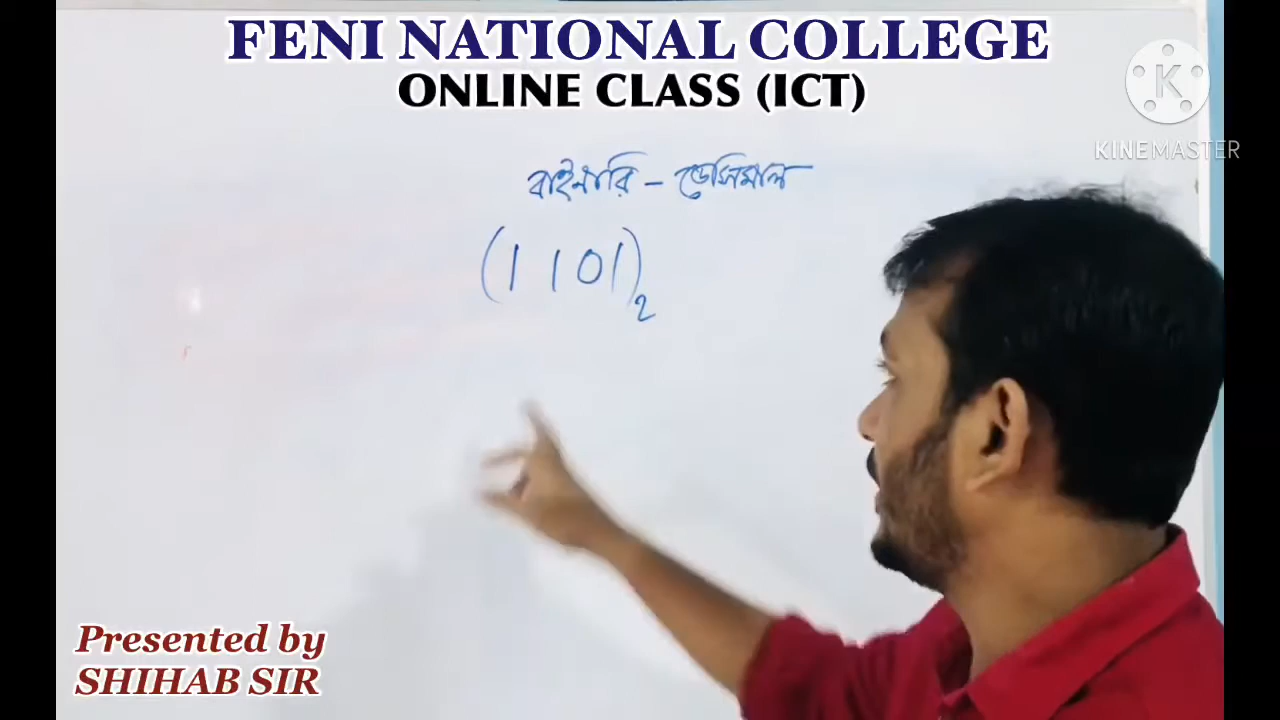 FENI NATIONAL COLLEGE
ONLINE CLASS (ICT)
K
KINEMASTER
বাইনারি - ডেসিমাল
(1101)₂
Presented by
SHIHAB SIR